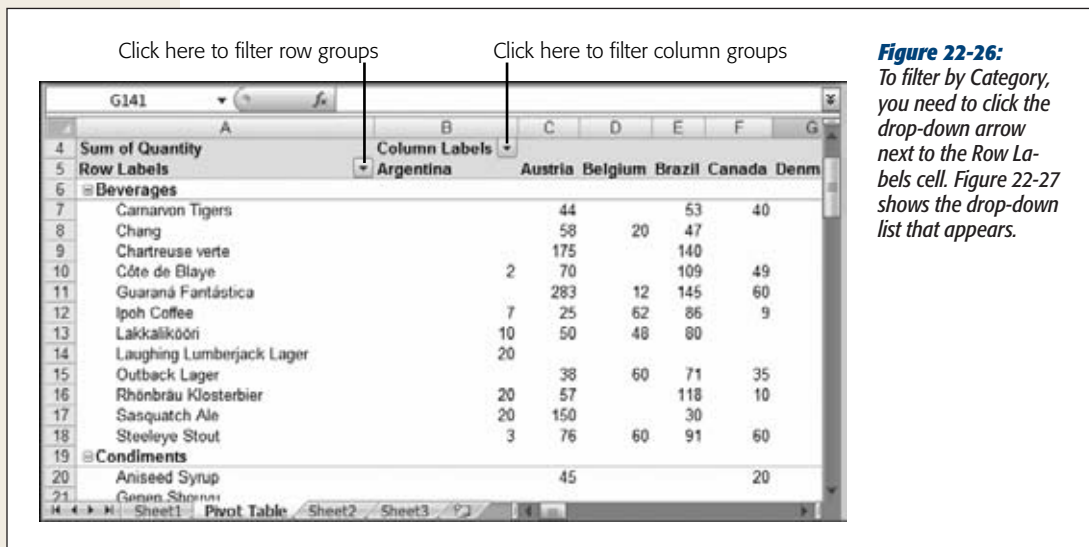 Click here to filter row groups Click here to filter column groups
G141 fx
A B C D E F G
4 Sum of Quantity Column Labels
5 Row Labels Argentina Austria Belgium Brazil Canada Denm
6 Beverages
7 Carnarvon Tigers 44 53 40
8 Chang 58 20 47
9 Chartreuse verte 175 140
10 Côte de Blaye 2 70 109 49
11 Guaraná Fantástica 283 12 145 60
12 Ipoh Coffee 7 25 62 86 9
13 Lakkalikööri 10 50 48 80
14 Laughing Lumberjack Lager 20
15 Outback Lager 38 60 71 35
16 Rhönbräu Klosterbier 20 57 118 10
17 Sasquatch Ale 20 150 30
18 Steeleye Stout 3 76 60 91 60
19 Condiments
20 Aniseed Syrup 45 20
21 Genen Shouyu
Sheet1 Pivot Table Sheet2 Sheet3
Figure 22-26:
To filter by Category,
you need to click the
drop-down arrow
next to the Row La-
bels cell. Figure 22-27
shows the drop-down
list that appears.